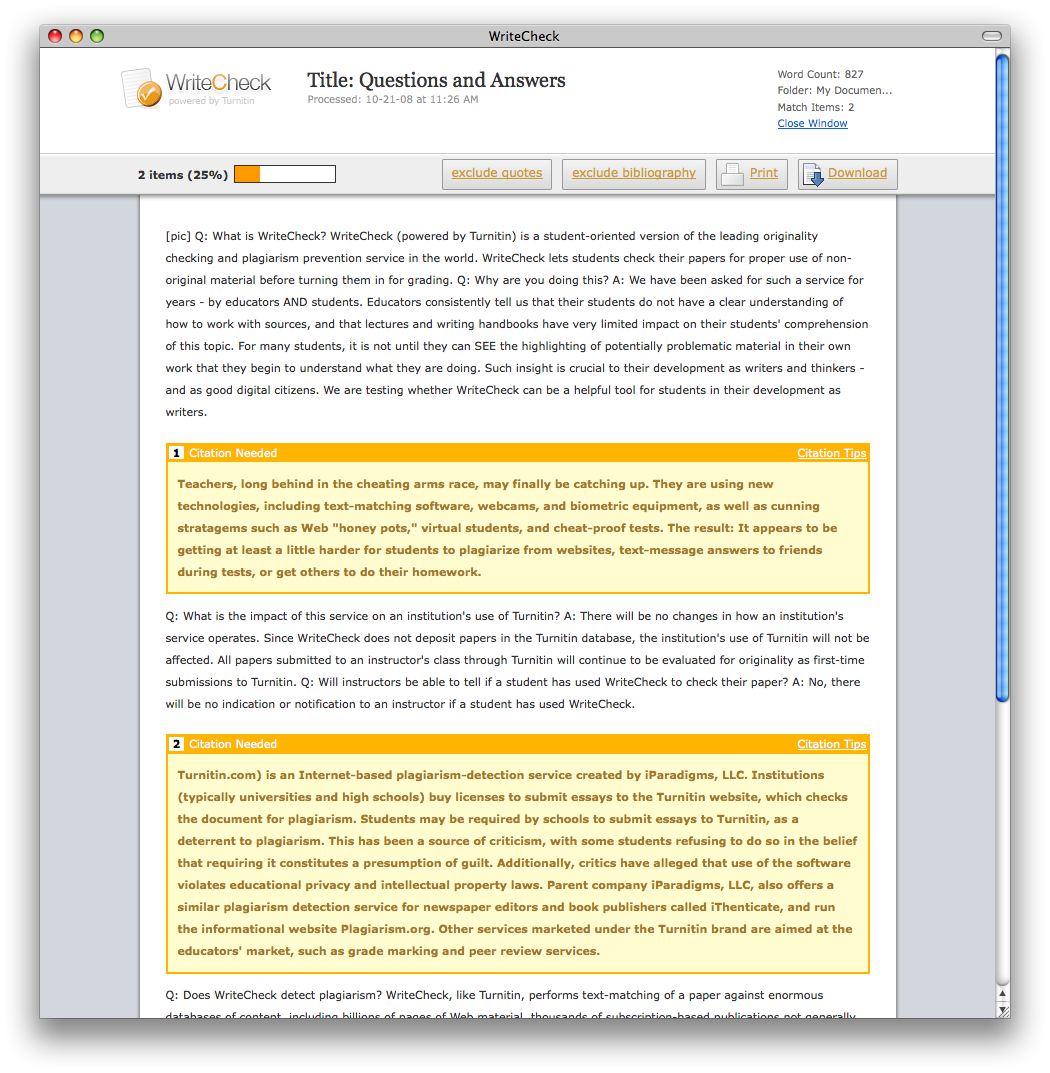 WriteCheck
WriteCheck
powered by Turnitin
Title: Questions and Answers
Processed: 10-21-08 at 11:26 AM
Word Count: 827
Folder: My Documen...
Match Items: 2
Close Window
2 items (25%)
exclude quotes
exclude bibliography
Print
Download
[pic] Q: What is WriteCheck? WriteCheck (powered by Turnitin) is a student-oriented version of the leading originality
checking and plagiarism prevention service in the world. WriteCheck lets students check their papers for proper use of non-
original material before turning them in for grading. Q: Why are you doing this? A: We have been asked for such a service for
years - by educators AND students. Educators consistently tell us that their students do not have a clear understanding of
how to work with sources, and that lectures and writing handbooks have very limited impact on their students' comprehension
of this topic. For many students, it is not until they can SEE the highlighting of potentially problematic material in their own
work that they begin to understand what they are doing. Such insight is crucial to their development as writers and thinkers -
and as good digital citizens. We are testing whether WriteCheck can be a helpful tool for students in their development as
writers.
1 Citation Needed Citation Tips
Teachers, long behind in the cheating arms race, may finally be catching up. They are using new
technologies, including text-matching software, webcams, and biometric equipment, as well as cunning
stratagems such as Web "honey pots," virtual students, and cheat-proof tests. The result: It appears to be
getting at least a little harder for students to plagiarize from websites, text-message answers to friends
during tests, or get others to do their homework.
Q: What is the impact of this service on an institution's use of Turnitin? A: There will be no changes in how an institution's
service operates. Since WriteCheck does not deposit papers in the Turnitin database, the institution's use of Turnitin will not be
affected. All papers submitted to an instructor's class through Turnitin will continue to be evaluated for originality as first-time
submissions to Turnitin. Q: Will instructors be able to tell if a student has used WriteCheck to check their paper? A: No, there
will be no indication or notification to an instructor if a student has used WriteCheck.
2 Citation Needed Citation Tips
Turnitin.com) is an Internet-based plagiarism-detection service created by iParadigms, LLC. Institutions
(typically universities and high schools) buy licenses to submit essays to the Turnitin website, which checks
the document for plagiarism. Students may be required by schools to submit essays to Turnitin, as a
deterrent to plagiarism. This has been a source of criticism, with some students refusing to do so in the belief
that requiring it constitutes a presumption of guilt. Additionally, critics have alleged that use of the software
violates educational privacy and intellectual property laws. Parent company iParadigms, LLC, also offers a
similar plagiarism detection service for newspaper editors and book publishers called iThenticate, and run
the informational website Plagiarism.org. Other services marketed under the Turnitin brand are aimed at the
educators' market, such as grade marking and peer review services.
Q: Does WriteCheck detect plagiarism? WriteCheck, like Turnitin, performs text-matching of a paper against enormous
databases of content, including billions of pages of Web material, thousands of subscription-based publications not generally